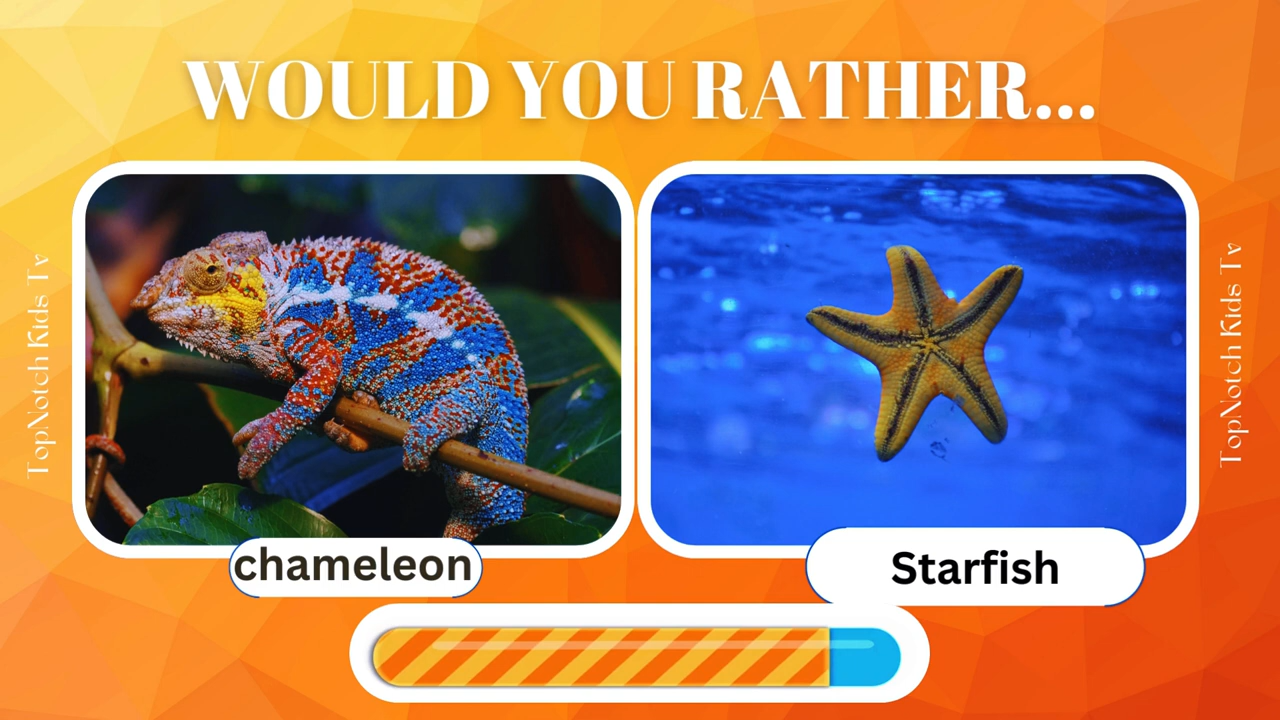 WOULD YOU RATHER...
TopNotch Kids Tv
TopNotch Kids Tv
chameleon
Starfish